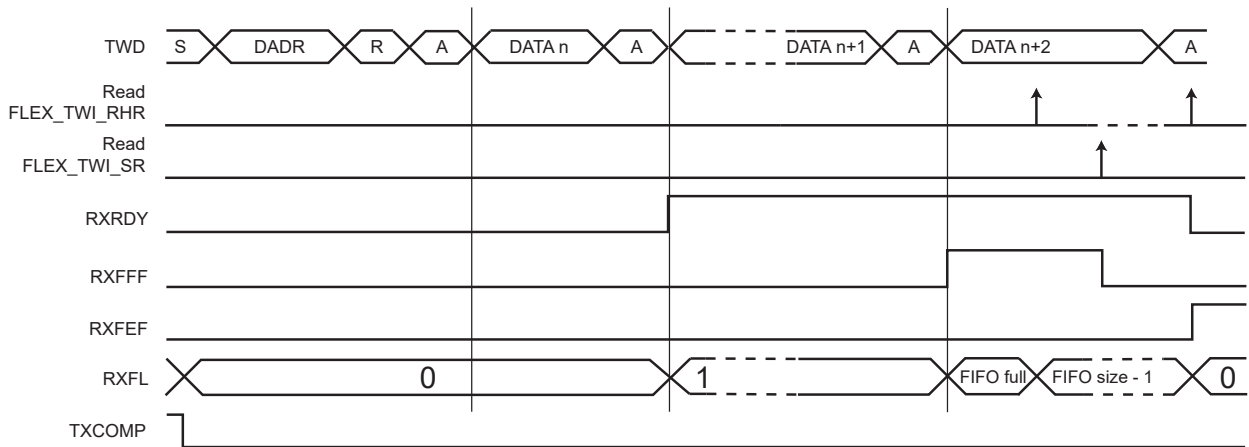 TWD S DADR R A DATA n A DATA n+1 A DATA n+2 A
Read
FLEX_TWI_RHR
Read
FLEX_TWI_SR
RXRDY
RXFFF
RXFEF
RXFL 0 1 FIFO full FIFO size - 1 0
TXCOMP